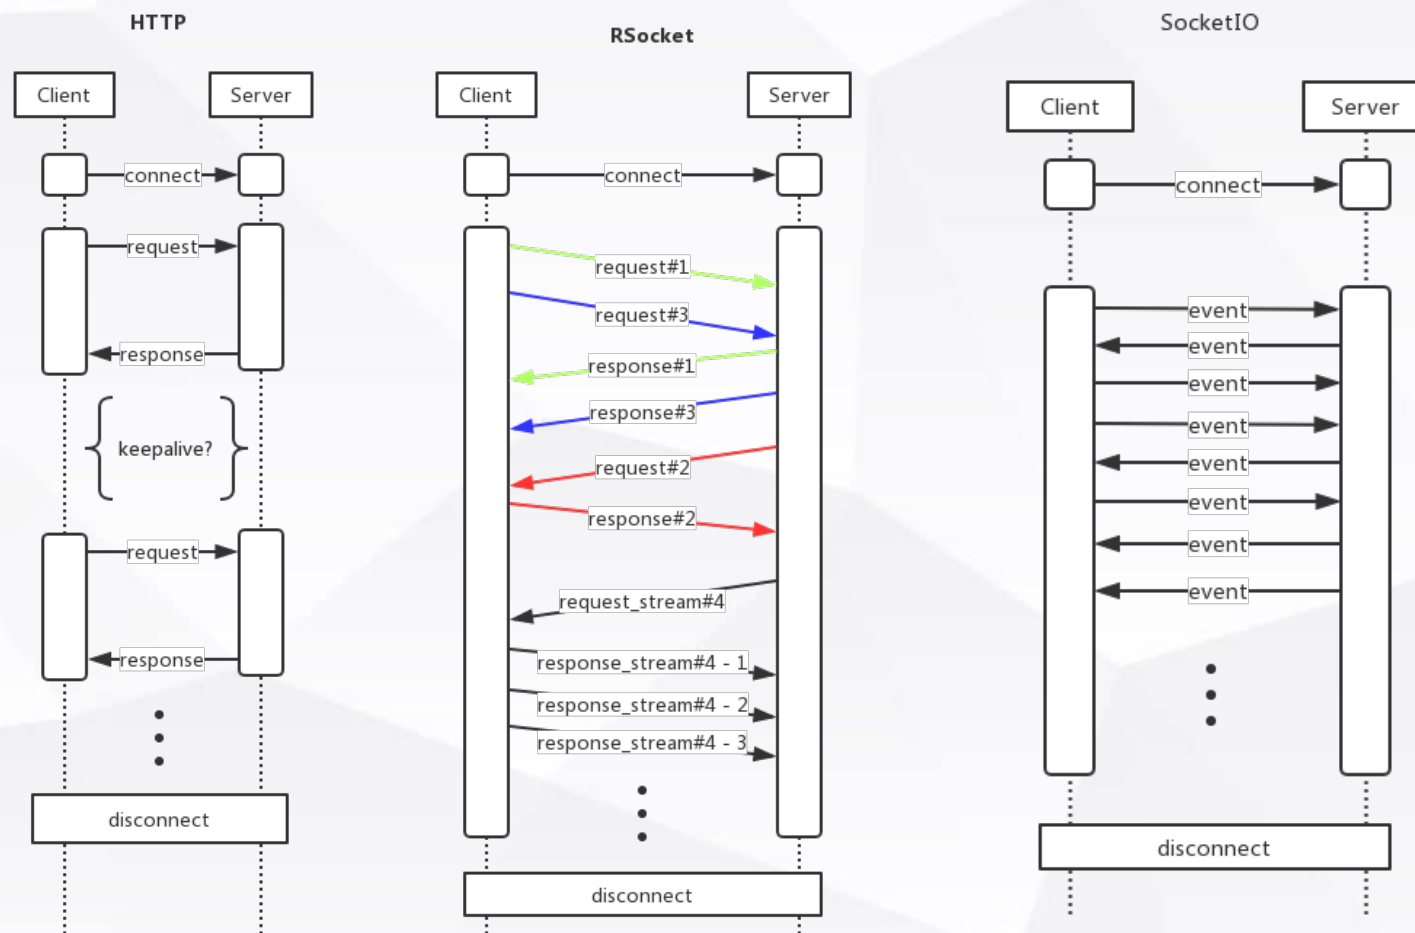 HTTP
Client
Server
connect
request
response
keepalive?
request
response
disconnect
RSocket
Client
Server
connect
request#1
request#3
response#1
response#3
request#2
response#2
request_stream#4
response_stream#4 - 1
response_stream#4 - 2
response_stream#4 - 3
disconnect
SocketIO
Client
Server
connect
event
event
event
event
event
event
event
event
disconnect